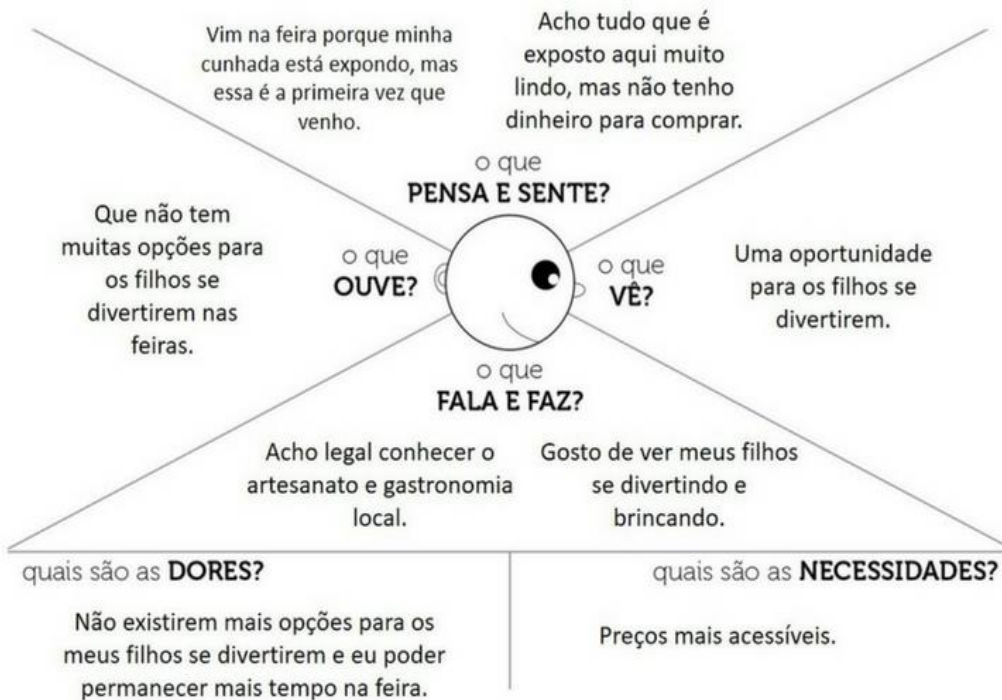 Vim na feira porque minha
cunhada está expondo, mas
essa é a primeira vez que
venho.
Acho tudo que é
exposto aqui muito
lindo, mas não tenho
dinheiro para comprar.
o que
PENSA E SENTE?
Que não tem
muitas opções para
os filhos se
divertirem nas
feiras.
o que
OUVE?
o que
VÊ?
Uma oportunidade
para os filhos se
divertirem.
o que
FALA E FAZ?
Acho legal conhecer o
artesanato e gastronomia
local.
Gosto de ver meus filhos
se divertindo e
brincando.
quais são as DORES?
Não existirem mais opções para os
meus filhos se divertirem e eu poder
permanecer mais tempo na feira.
quais são as NECESSIDADES?
Preços mais acessíveis.